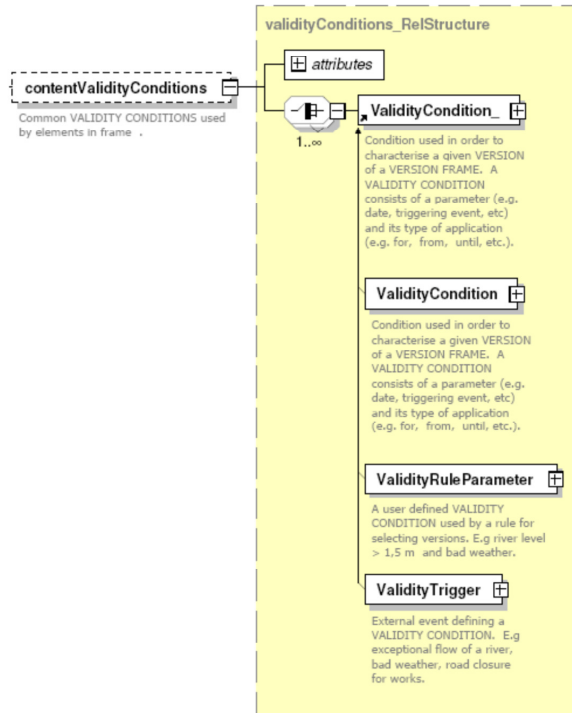 validityConditions_RelStructure
attributes
contentValidityConditions
Common VALIDITY CONDITIONS used
by elements in frame .
1..∞
ValidityCondition_
Condition used in order to
characterise a given VERSION
of a VERSION FRAME. A
VALIDITY CONDITION
consists of a parameter (e.g.
date, triggering event, etc)
and its type of application
(e.g. for, from, until, etc.).
ValidityCondition
Condition used in order to
characterise a given VERSION
of a VERSION FRAME. A
VALIDITY CONDITION
consists of a parameter (e.g.
date, triggering event, etc)
and its type of application
(e.g. for, from, until, etc.).
ValidityRuleParameter
A user defined VALIDITY
CONDITION used by a rule for
selecting versions. E.g river level
> 1,5 m and bad weather.
ValidityTrigger
External event defining a
VALIDITY CONDITION. E.g
exceptional flow of a river,
bad weather, road closure
for works.